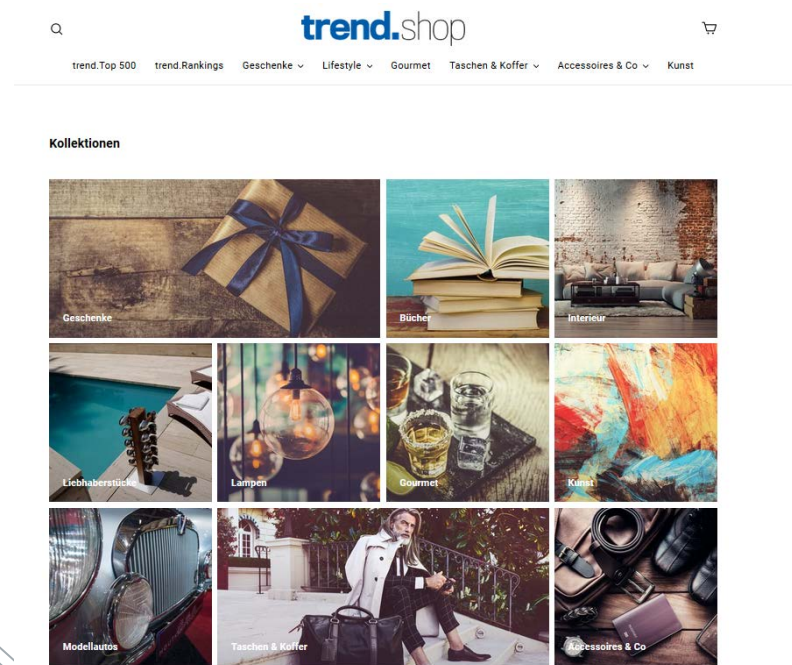 trend.shop
trend.Top 500 trend.Rankings Geschenke Lifestyle Gourmet Taschen & Koffer Accessoires & Co Kunst
Kollektionen
Geschenke Bücher Interieur
Liebhaberstücke Lampen Gourmet Kunst
Modellautos Taschen & Koffer Accessoires & Co